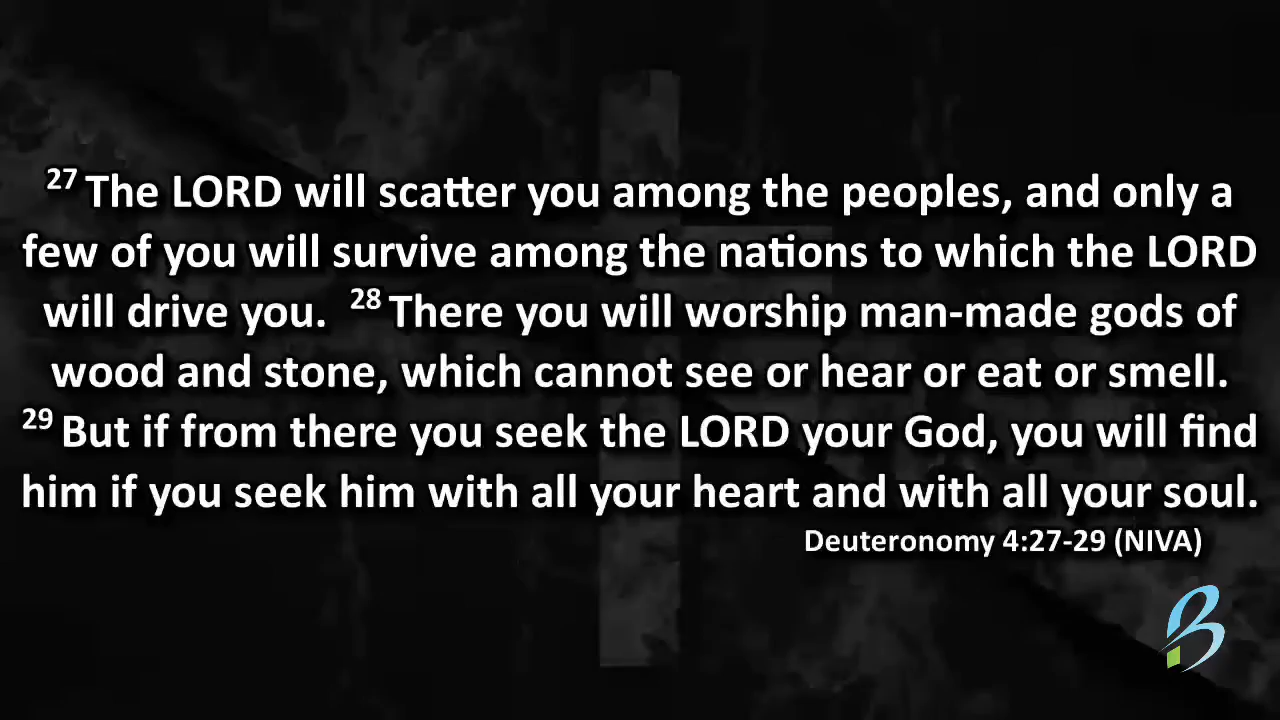 27 The LORD will scatter you among the peoples, and only a
few of you will survive among the nations to which the LORD
will drive you. 28 There you will worship man-made gods of
wood and stone, which cannot see or hear or eat or smell.
29 But if from there you seek the LORD your God, you will find
him if you seek him with all your heart and with all your soul.
Deuteronomy 4:27-29 (NIVA)